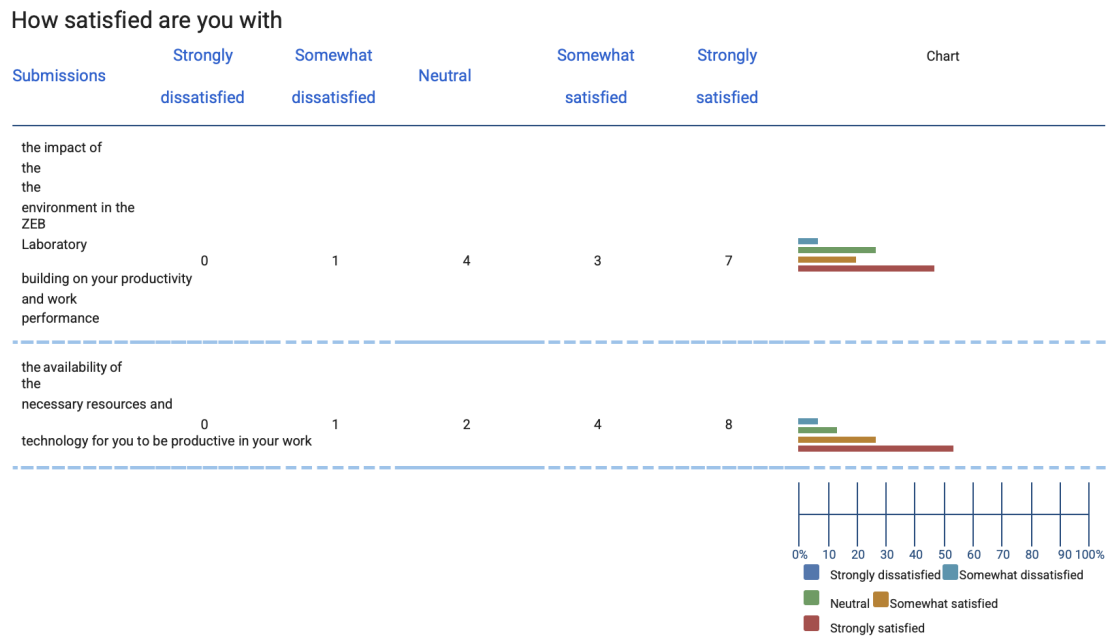 How satisfied are you with
Submissions
Strongly
dissatisfied
Somewhat
dissatisfied
Neutral
Somewhat
satisfied
Strongly
satisfied
Chart
the impact of
the
the
environment in the
ZEB
Laboratory
building on your productivity
and work
performance
0 1 4 3 7
the availability of
the
necessary resources and
technology for you to be productive in your work
0 1 2 4 8
0% 10 20 30 40 50 60 70 80 90 100%
Strongly dissatisfied Somewhat dissatisfied
Neutral Somewhat satisfied
Strongly satisfied